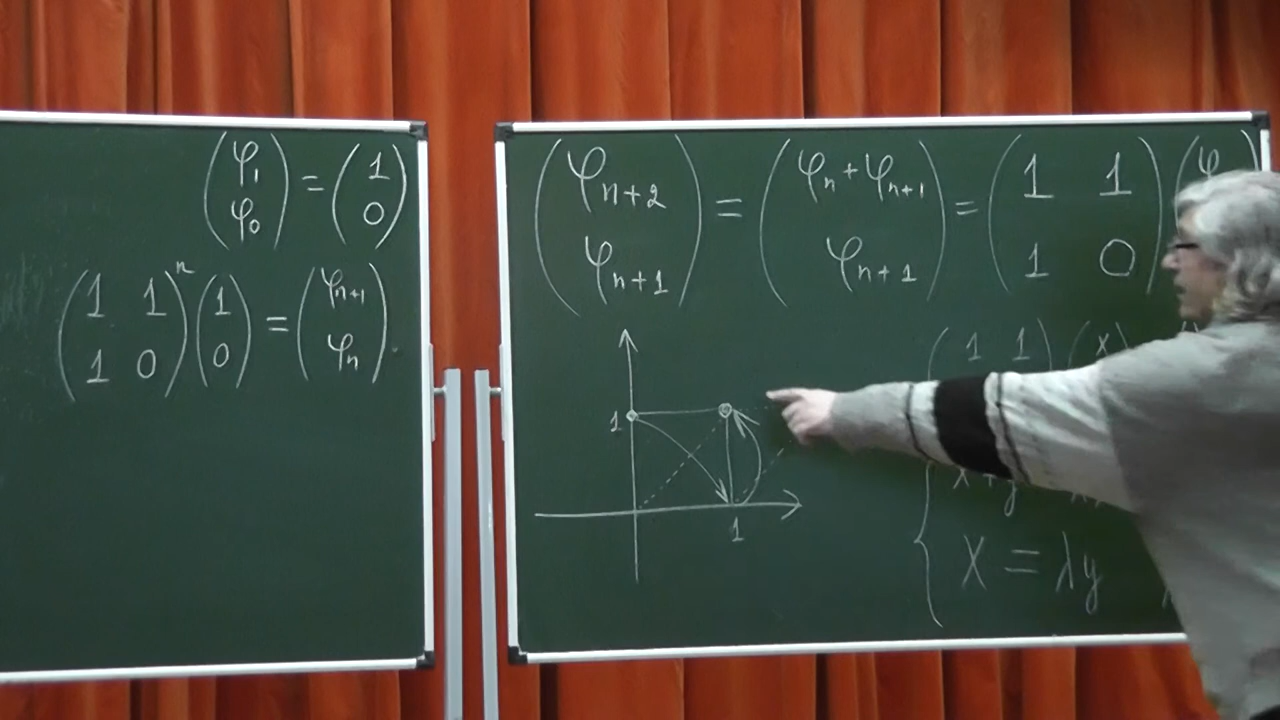 (φ₁ φ₀) = (1 0)
(1 1 1 0)ⁿ (1 0) = (φₙ₊₁ φₙ).
(φₙ₊₂ φₙ₊₁) = (φₙ + φₙ₊₁ φₙ₊₁) = (1 1 1 0) (φ
(1 1
(x
1
1
x + y
x = λy